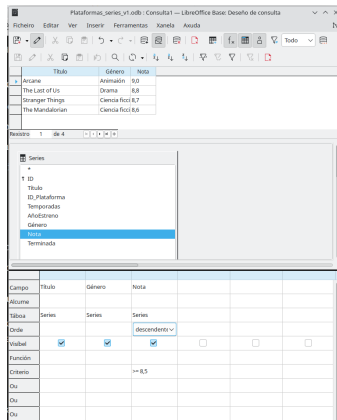 Plataformas_series_v1.odb : Consulta1 — LibreOffice Base: Deseño de consulta
Ficheiro Editar Ver Inserir Ferramentas Xanela Axuda
Todo
Título Género Nota
Arcane Animaión 9,0
The Last of Us Drama 8,8
Stranger Things Ciencia ficci 8,7
The Mandalorian Ciencia ficci 8,6
Rexistro 1 de 4
Series
*
ID
Título
ID_Plataforma
Temporadas
AñoEstreno
Género
Nota
Terminada
Campo Título Género Nota
Alcume
Táboa Series Series Series
Orde descendente
Visíbel
Función
Criterio >= 8,5
Ou
Ou
Ou